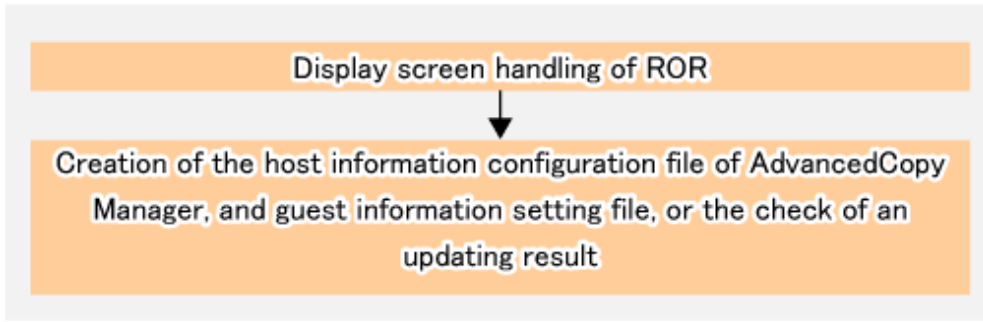 Display screen handling of ROR
Creation of the host information configuration file of AdvancedCopy
Manager, and guest information setting file, or the check of an
updating result